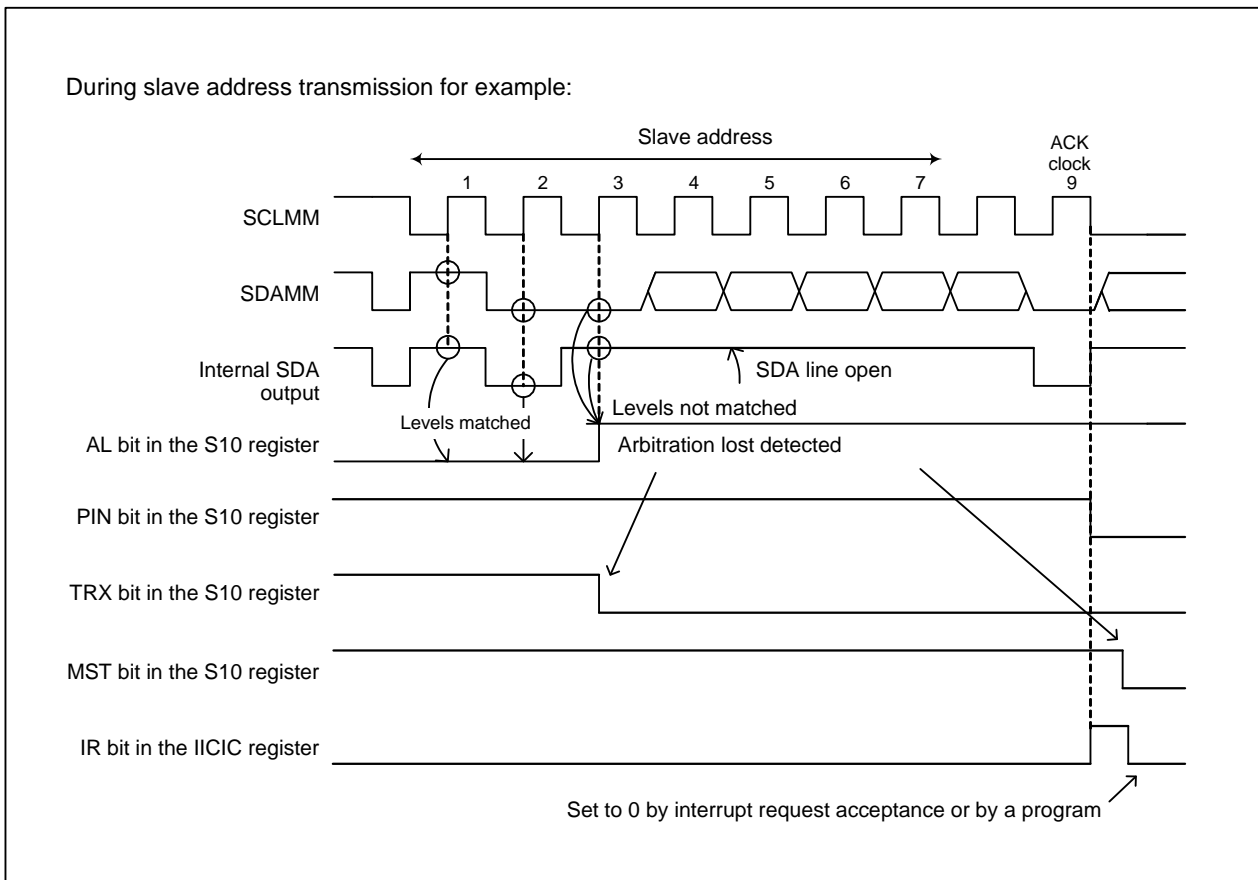 During slave address transmission for example:
Slave address
ACK
clock
1 2 3 4 5 6 7 9
SCLMM
SDAMM
Internal SDA
output
SDA line open
Levels matched
Levels not matched
AL bit in the S10 register
Arbitration lost detected
PIN bit in the S10 register
TRX bit in the S10 register
MST bit in the S10 register
IR bit in the IICIC register
Set to 0 by interrupt request acceptance or by a program